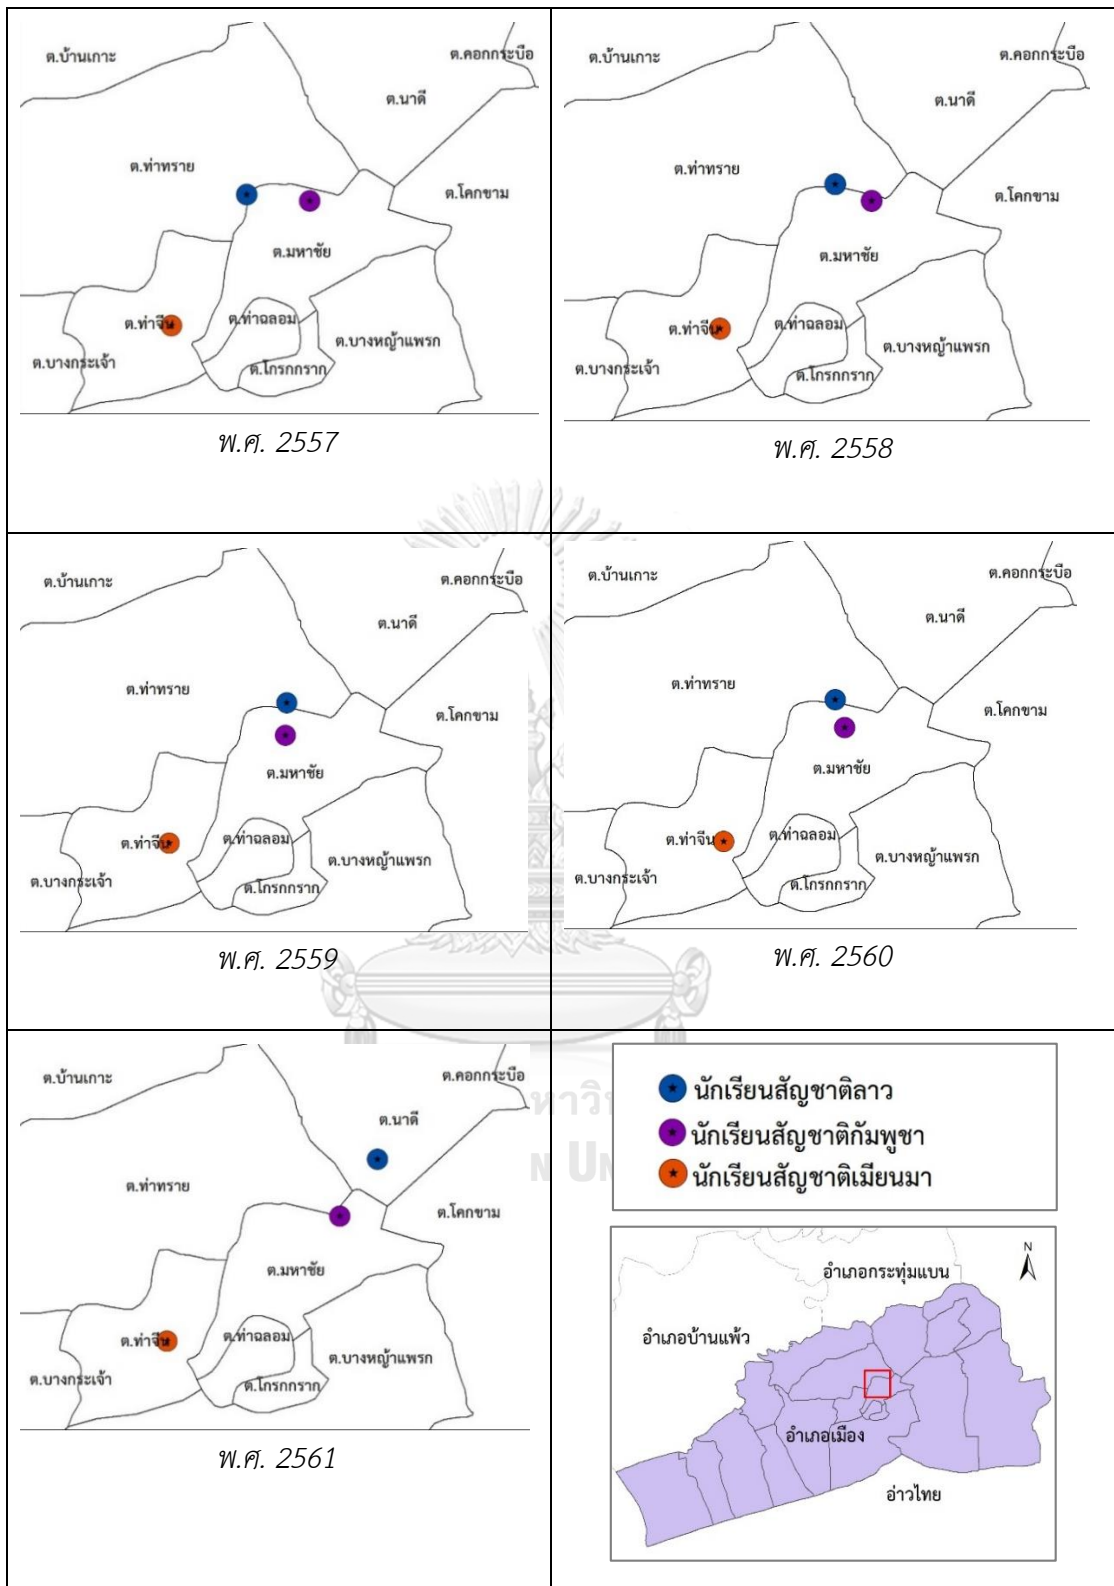 ต.บ้านเกาะ
ต.คอกกระบือ
ต.นาดี
ต.ท่าทราย
ต.โคกขาม
ต.มหาชัย
ต.ท่าจีน
ต.ท่าฉลอม
ต.บางหญ้าแพรก
ต.บางกระเจ้า
ต.โกรกกราก
พ.ศ. 2557
ต.บ้านเกาะ
ต.คอกกระบือ
ต.นาดี
ต.ท่าทราย
ต.โคกขาม
ต.มหาชัย
ต.ท่าจีน
ต.ท่าฉลอม
ต.บางหญ้าแพรก
ต.บางกระเจ้า
ต.โกรกกราก
พ.ศ. 2558
ต.บ้านเกาะ
ต.คอกกระบือ
ต.นาดี
ต.ท่าทราย
ต.โคกขาม
ต.มหาชัย
ต.ท่าจีน
ต.ท่าฉลอม
ต.บางหญ้าแพรก
ต.บางกระเจ้า
ต.โกรกกราก
พ.ศ. 2559
ต.คอกกระบือ
ต.นาดี
ต.ท่าทราย
ต.โคกขาม
ต.มหาชัย
ต.ท่าจีน
ต.ท่าฉลอม
ต.บางหญ้าแพรก
ต.บางกระเจ้า
ต.โกรกกราก
พ.ศ. 2560
ต.บ้านเกาะ
ต.คอกกระบือ
ต.นาดี
ต.ท่าทราย
ต.โคกขาม
ต.มหาชัย
ต.ท่าจีน
ต.ท่าฉลอม
ต.บางหญ้าแพรก
ต.บางกระเจ้า
ต.โกรกกราก
พ.ศ. 2561
นักเรียนสัญชาติลาว
นักเรียนสัญชาติกัมพูชา
นักเรียนสัญชาติเมียนมา
N
อำเภอกระทุ่มแบน
อำเภอบ้านแพ้ว
อำเภอเมือง
อ่าวไทย